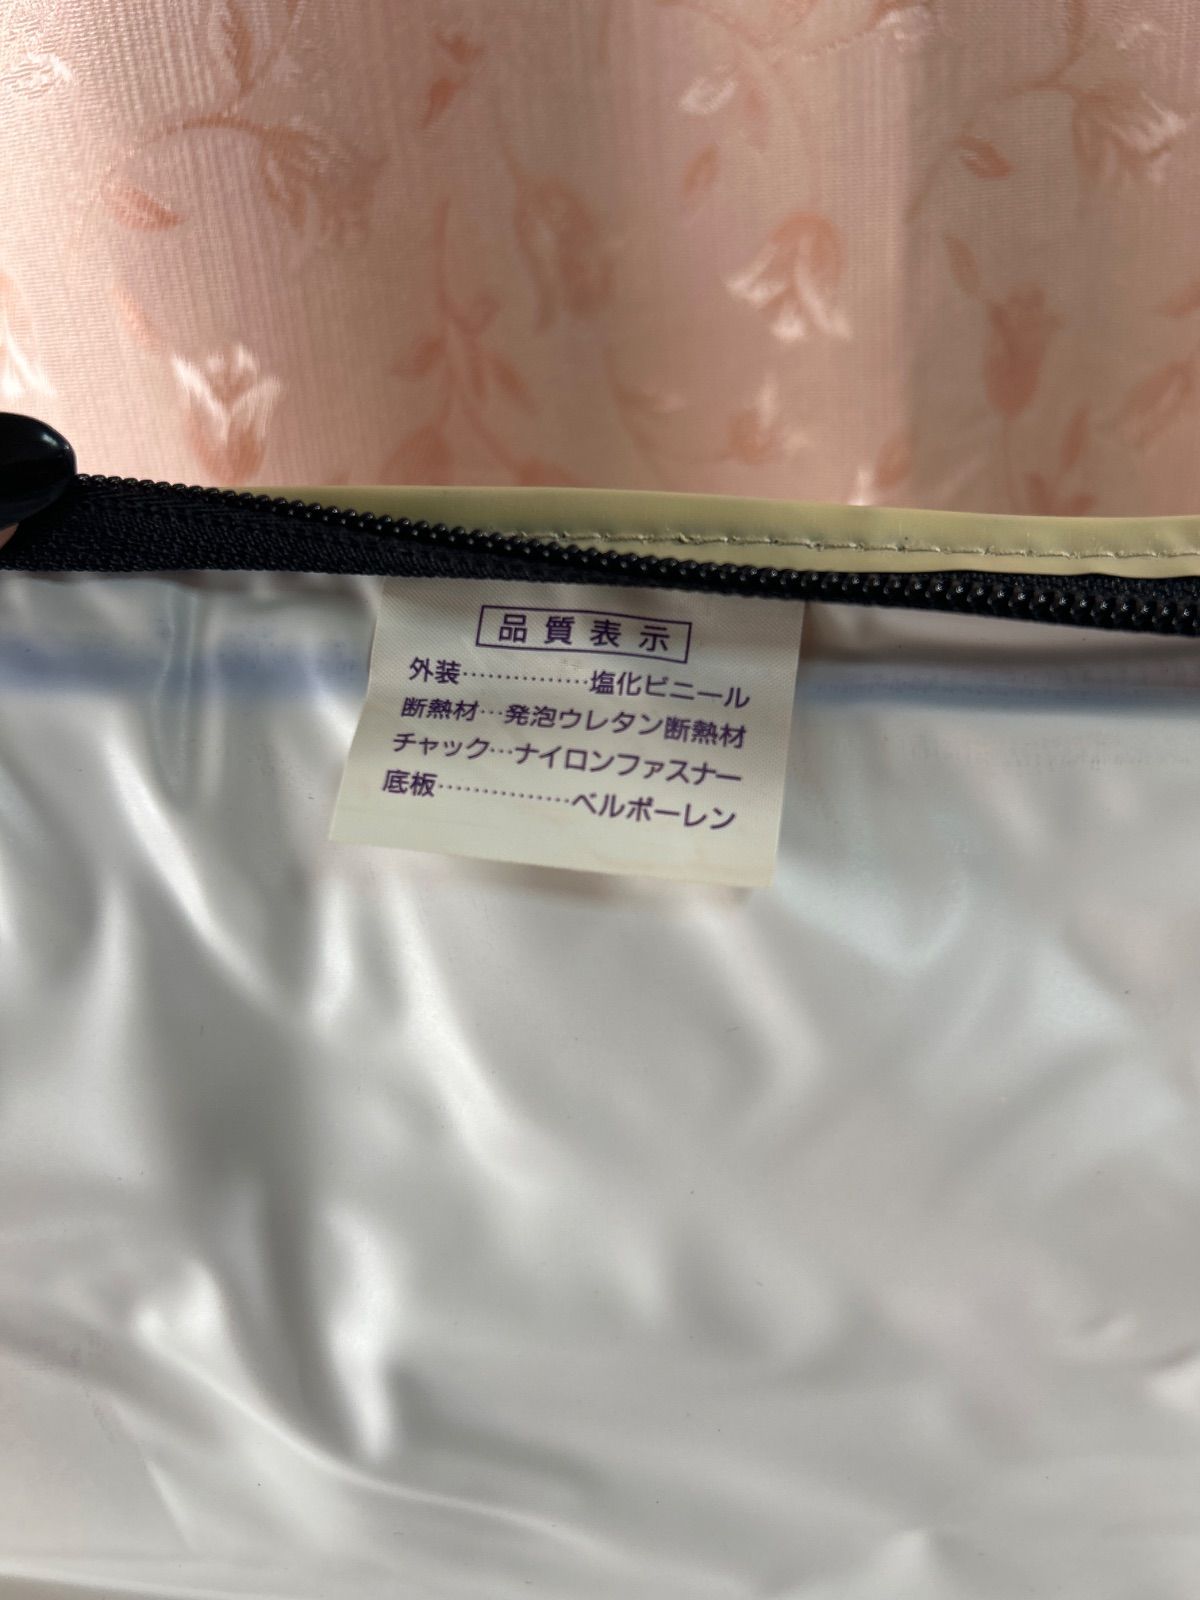 品質表示
外装……………塩化ビニール
断熱材…発泡ウレタン断熱材
チャック…ナイロンファスナー
底板……………ベルポーレン